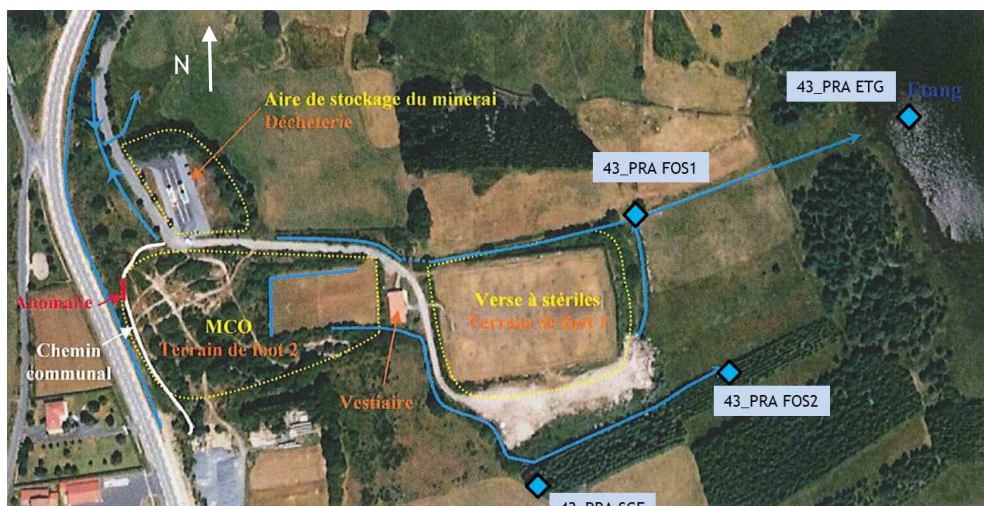 43_PRA ETG
Etang
N
Aire de stockage du minerai
Déchèterie
43_PRA FOS1
Anomalie
MCO
Terrain de foot 2
Verse à stériles
Terrain de foot 1
Chemin
communal
Vestiaire
43_PRA FOS2